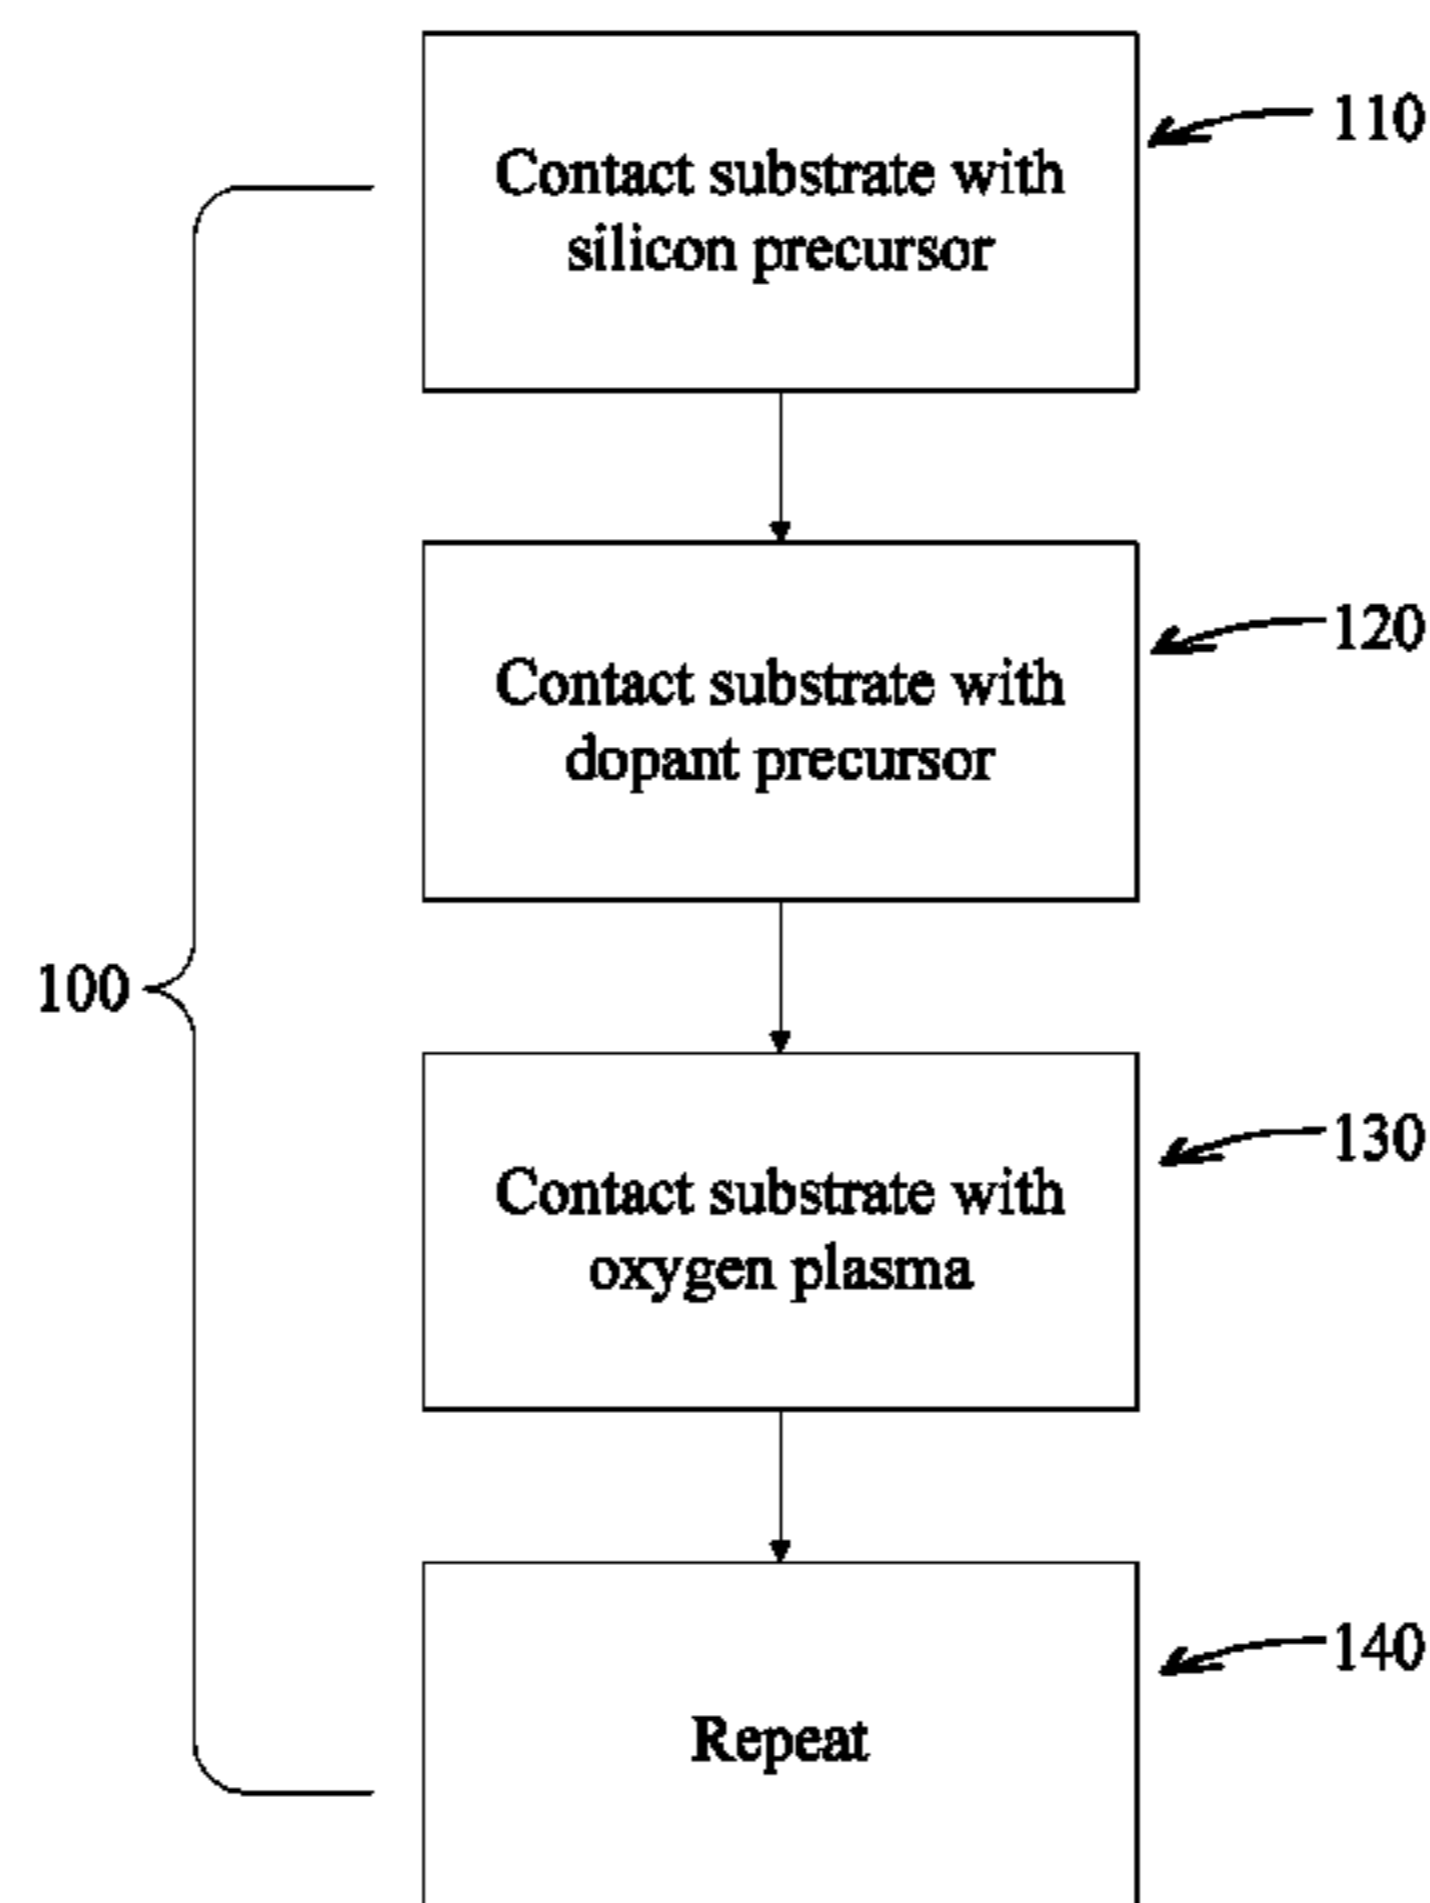 Contact substrate with
silicon precursor
110
Contact substrate with
dopant precursor
120
100
Contact substrate with
oxygen plasma
130
Repeat
140